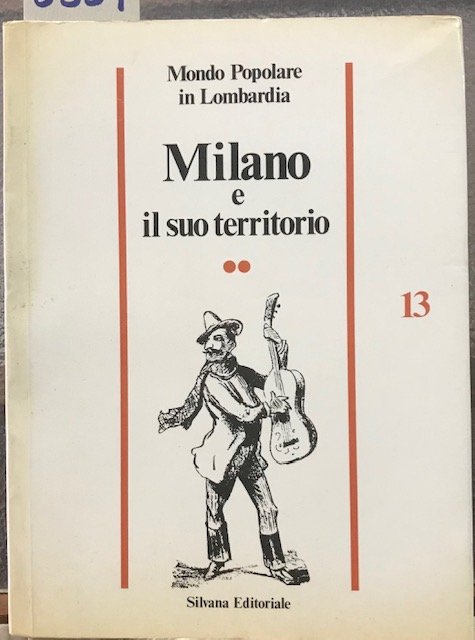 Mondo Popolare
in Lombardia
Milano
e
il suo territorio
13
Silvana Editoriale